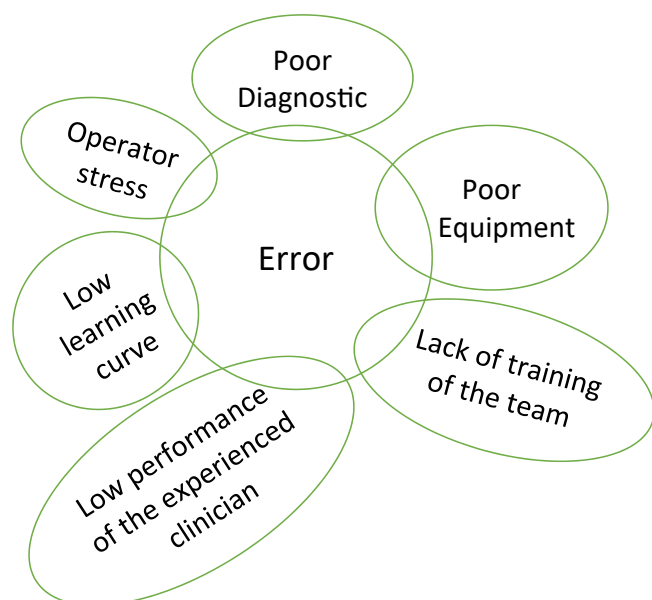 Poor
Diagnostic
Operator
stress
Poor
Equipment
Error
Low
learning
curve
Lack of training
of the team
Low performance
of the experienced
clinician